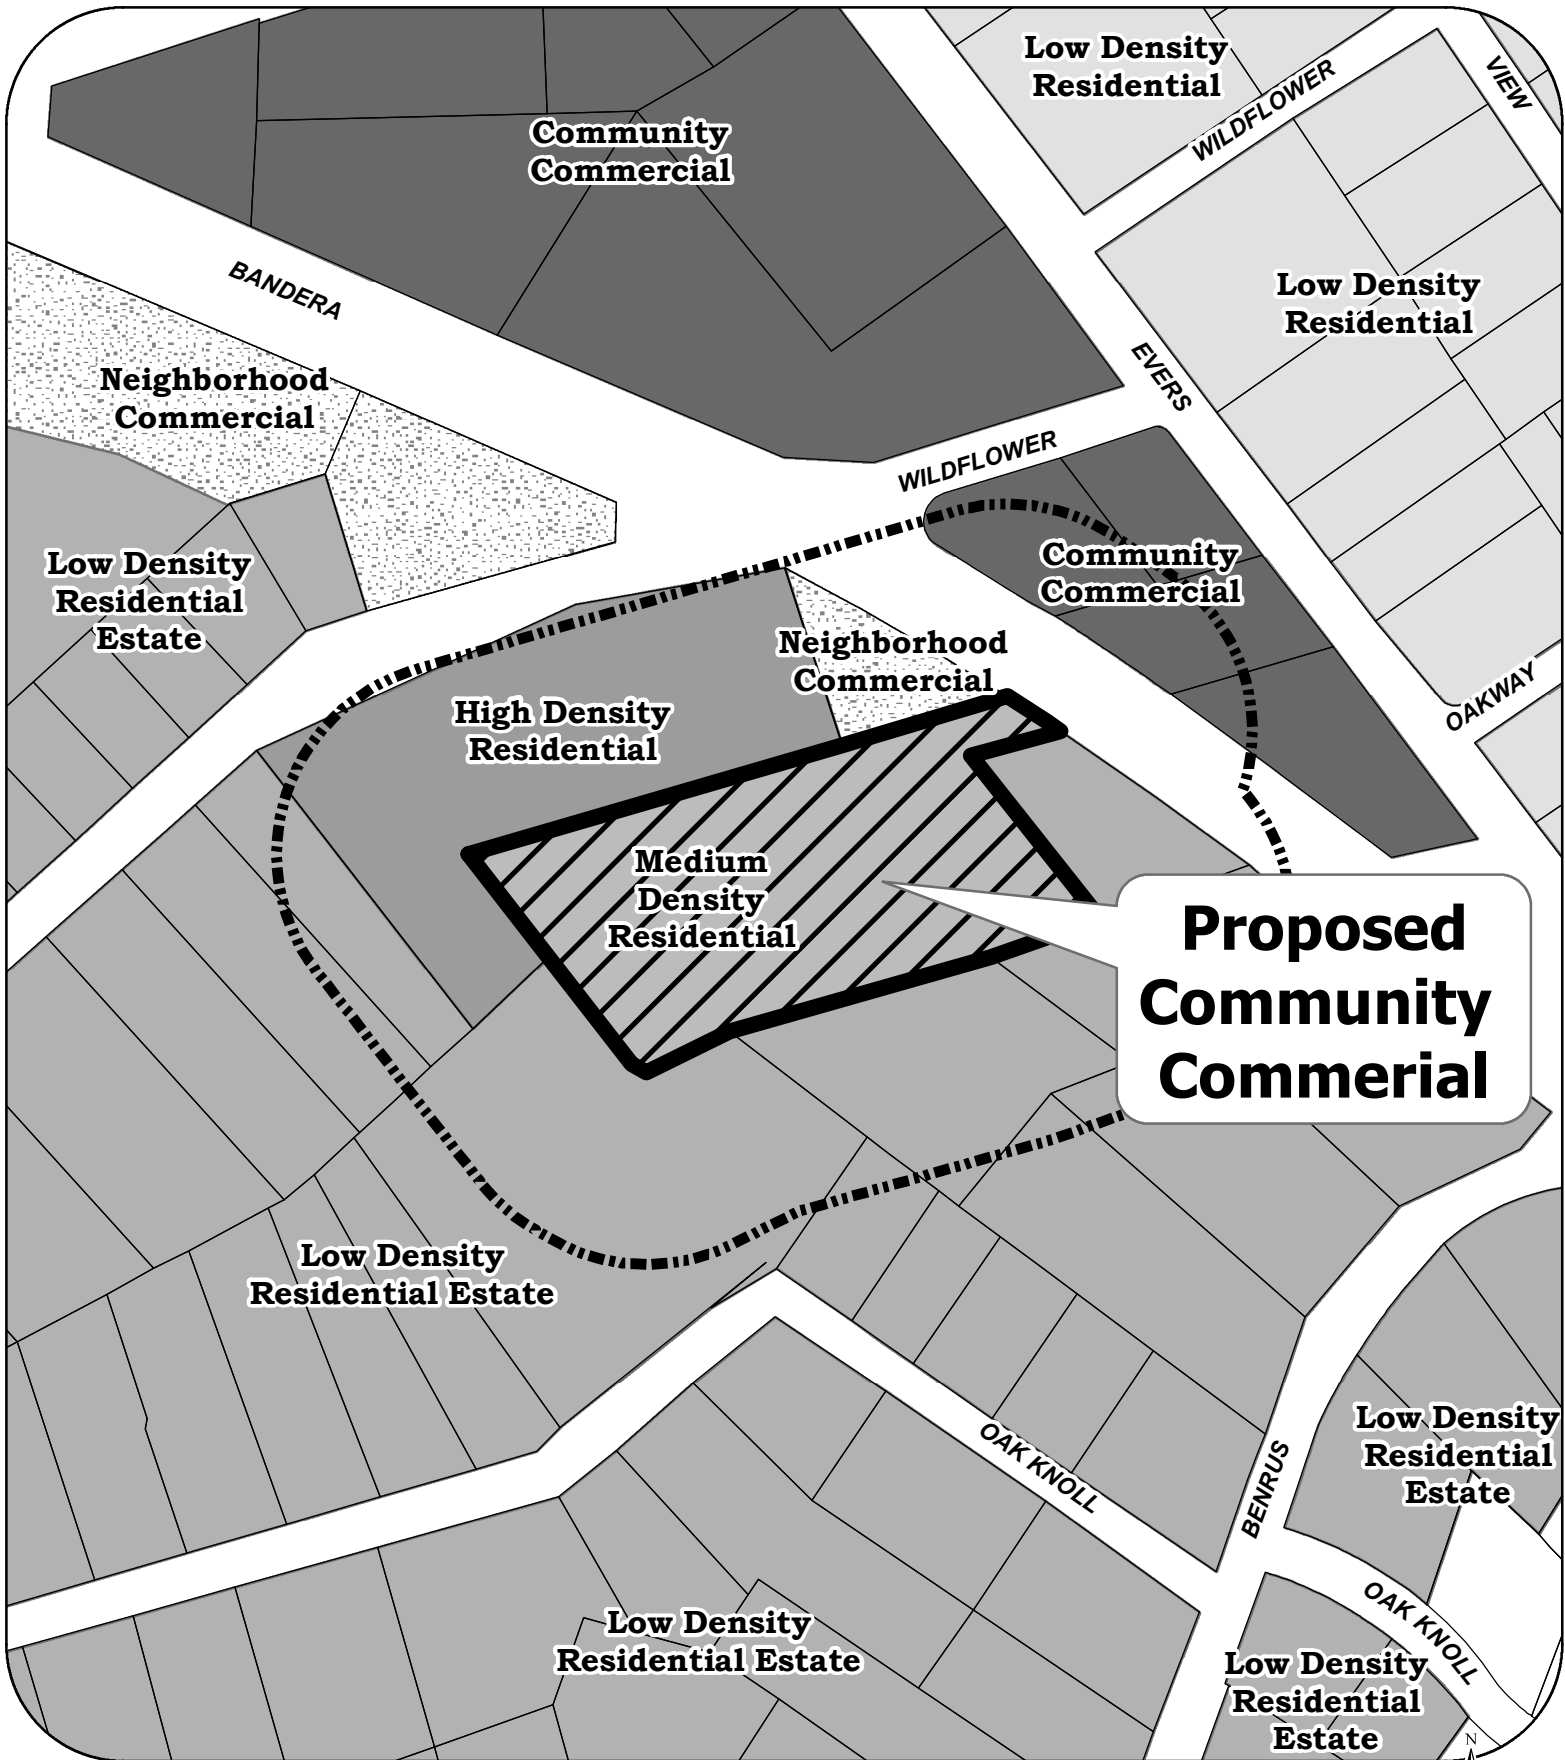 Low Density
Residential
VIEW
WILDFLOWER
Community
Commercial
BANDERA
Low Density
Residential
Neighborhood
Commercial
EVERS
WILDFLOWER
Low Density
Residential
Estate
Community
Commercial
Neighborhood
Commercial
OAKWAY
High Density
Residential
Medium
Density
Residential
Proposed
Community
Commerial
Low Density
Residential Estate
Low Density
Residential
Estate
OAK KNOLL
BENRUS
OAK KNOLL
Low Density
Residential Estate
Low Density
Residential
Estate
N